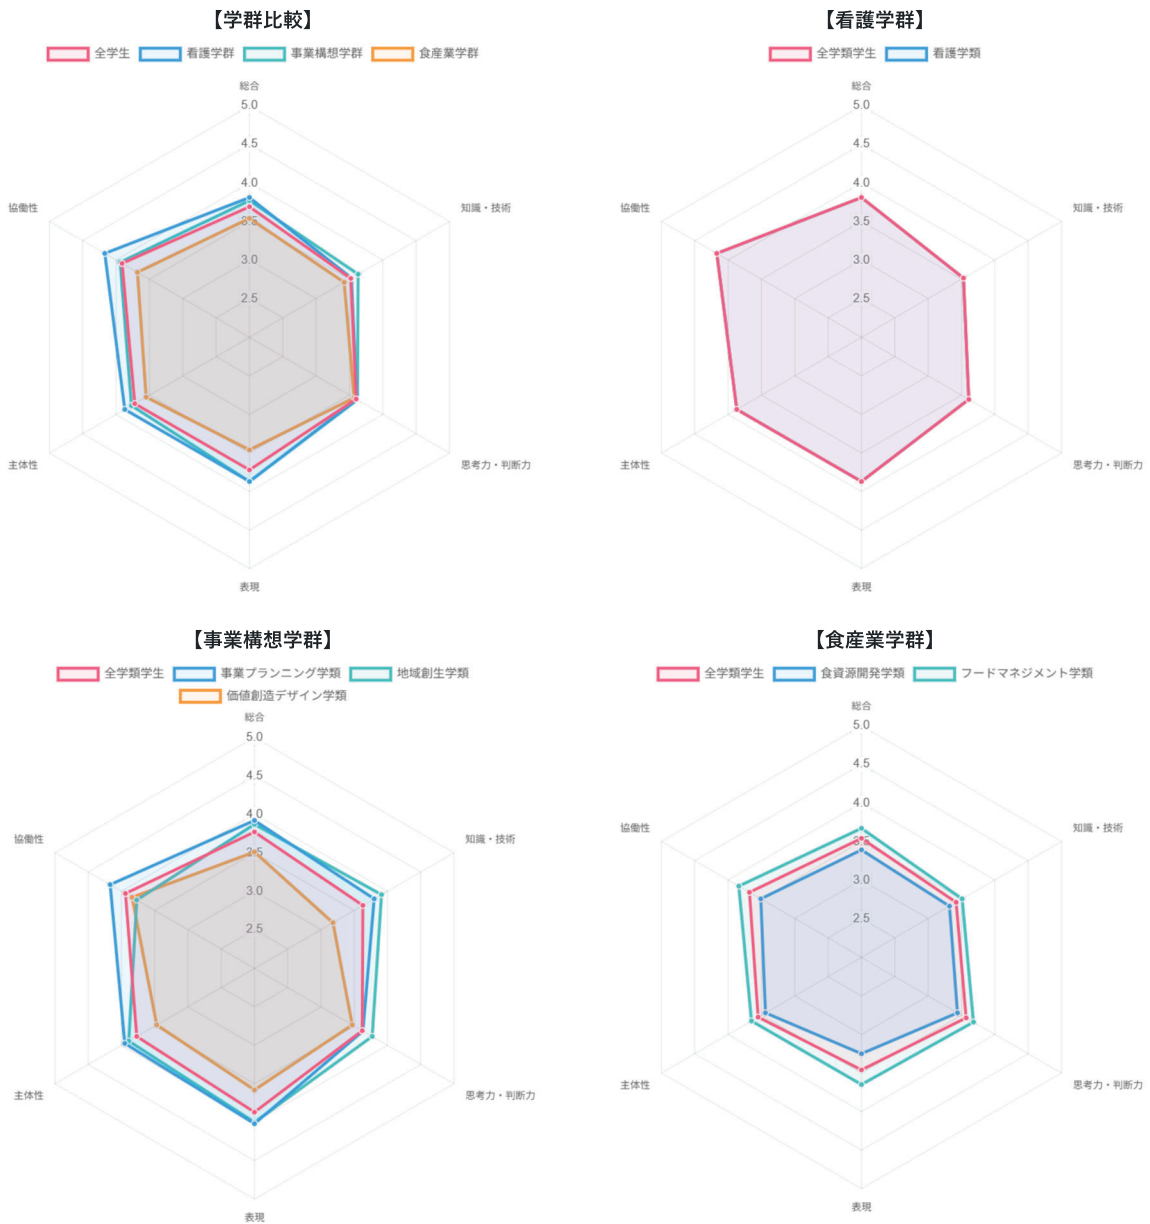 【学群比較】
全学生 看護学群 事業構想学群 食産業学群
総合
5.0
4.5
4.0
3.5
3.0
2.5
協働性
知識・技術
主体性
思考力・判断力
表現
【看護学群】
全学類学生 看護学類
総合
5.0
4.5
4.0
3.5
3.0
2.5
協働性
知識・技術
主体性
思考力・判断力
表現
【事業構想学群】
全学類学生 事業プランニング学類 地域創生学類
価値創造デザイン学類
総合
5.0
4.5
4.0
3.5
3.0
2.5
協働性
知識・技術
主体性
思考力・判断力
表現
【食産業学群】
全学類学生 食資源開発学類 フードマネジメント学類
総合
5.0
4.5
4.0
3.5
3.0
2.5
協働性
知識・技術
主体性
思考力・判断力
表現